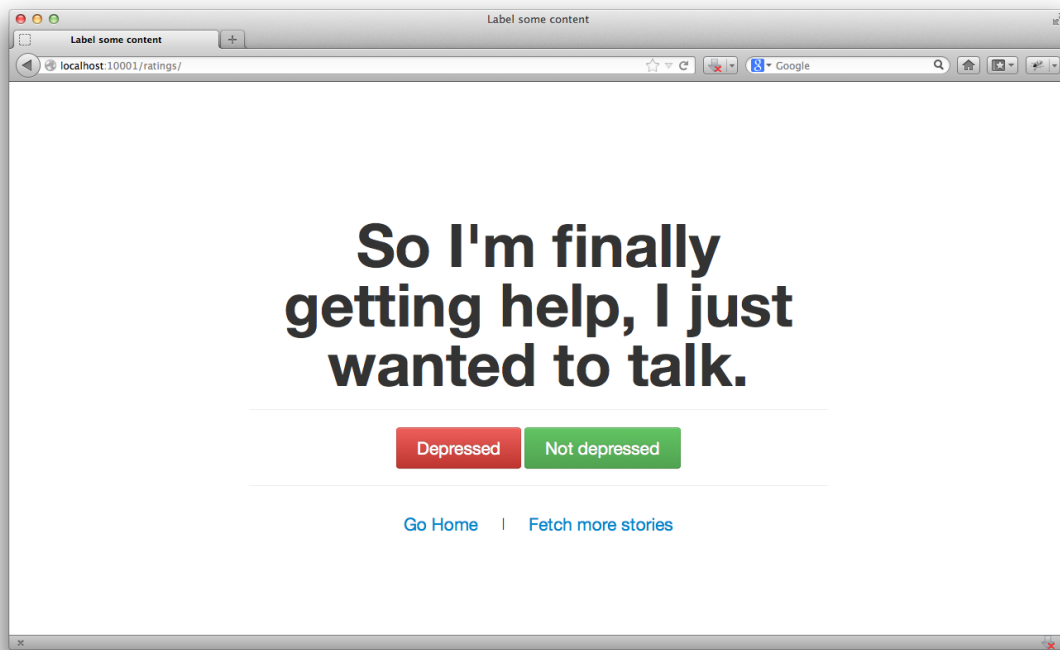 Label some content
Label some content
localhost:10001/ratings/
Google
So I'm finally
getting help, I just
wanted to talk.
Depressed
Not depressed
Go Home | Fetch more stories